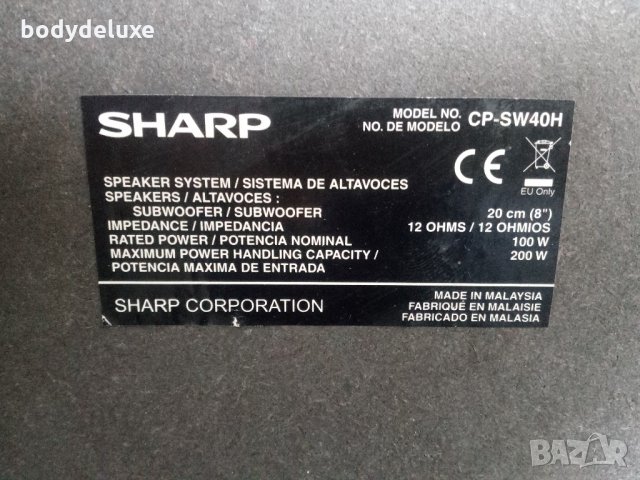 bodydeluxe
SHARP
MODEL NO.
NO. DE MODELO CP-SW40H
CE
EU Only
SPEAKER SYSTEM / SISTEMA DE ALTAVOCES
SPEAKERS / ALTAVOCES :
SUBWOOFER / SUBWOOFER 20 cm (8")
IMPEDANCE / IMPEDANCIA 12 OHMS / 12 OHMIOS
RATED POWER / POTENCIA NOMINAL 100 W
MAXIMUM POWER HANDLING CAPACITY / 200 W
POTENCIA MAXIMA DE ENTRADA
SHARP CORPORATION
MADE IN MALAYSIA
FABRIQUE EN MALAISIE
FABRICADO EN MALASIA
BAZAR